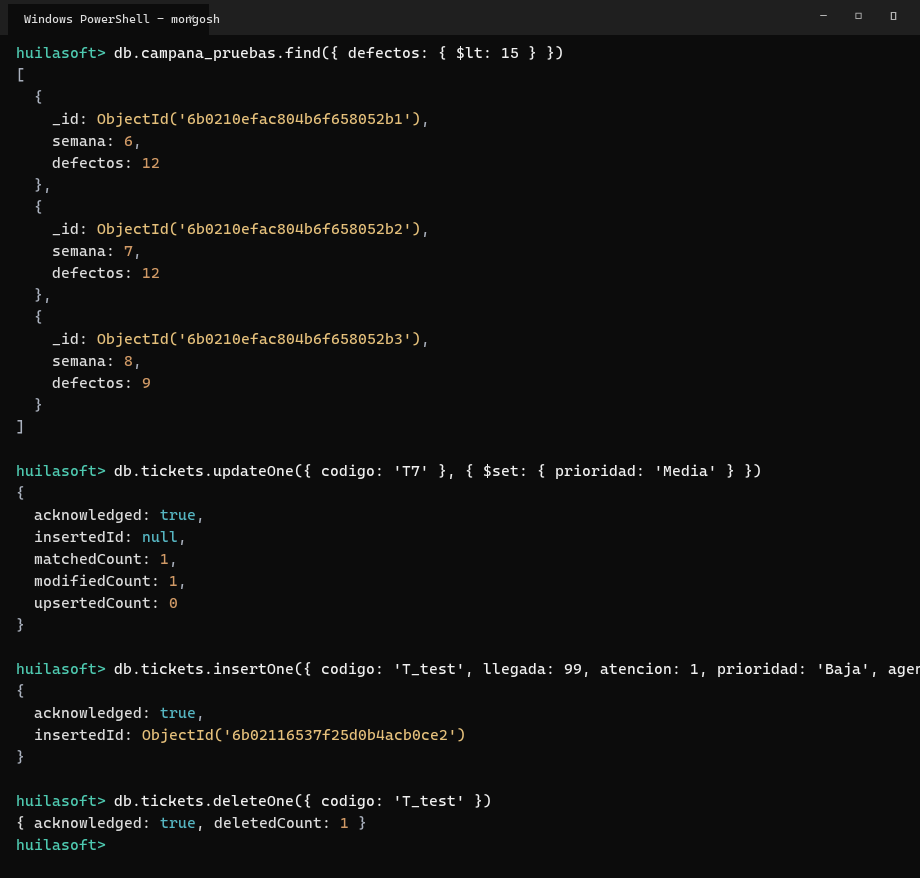 Windows PowerShell — mongosh
huilasoft> db.campana_pruebas.find({ defectos: { $lt: 15 } })
[
  {
    _id: ObjectId('6b0210efac804b6f658052b1'),
    semana: 6,
    defectos: 12
  },
  {
    _id: ObjectId('6b0210efac804b6f658052b2'),
    semana: 7,
    defectos: 12
  },
  {
    _id: ObjectId('6b0210efac804b6f658052b3'),
    semana: 8,
    defectos: 9
  }
]
huilasoft> db.tickets.updateOne({ codigo: 'T7' }, { $set: { prioridad: 'Media' } })
{
  acknowledged: true,
  insertedId: null,
  matchedCount: 1,
  modifiedCount: 1,
  upsertedCount: 0
}
huilasoft> db.tickets.insertOne({ codigo: 'T_test', llegada: 99, atencion: 1, prioridad: 'Baja',
{
  acknowledged: true,
  insertedId: ObjectId('6b02116537f25d0b4acb0ce2')
}
huilasoft> db.tickets.deleteOne({ codigo: 'T_test' })
{ acknowledged: true, deletedCount: 1 }
huilasoft>